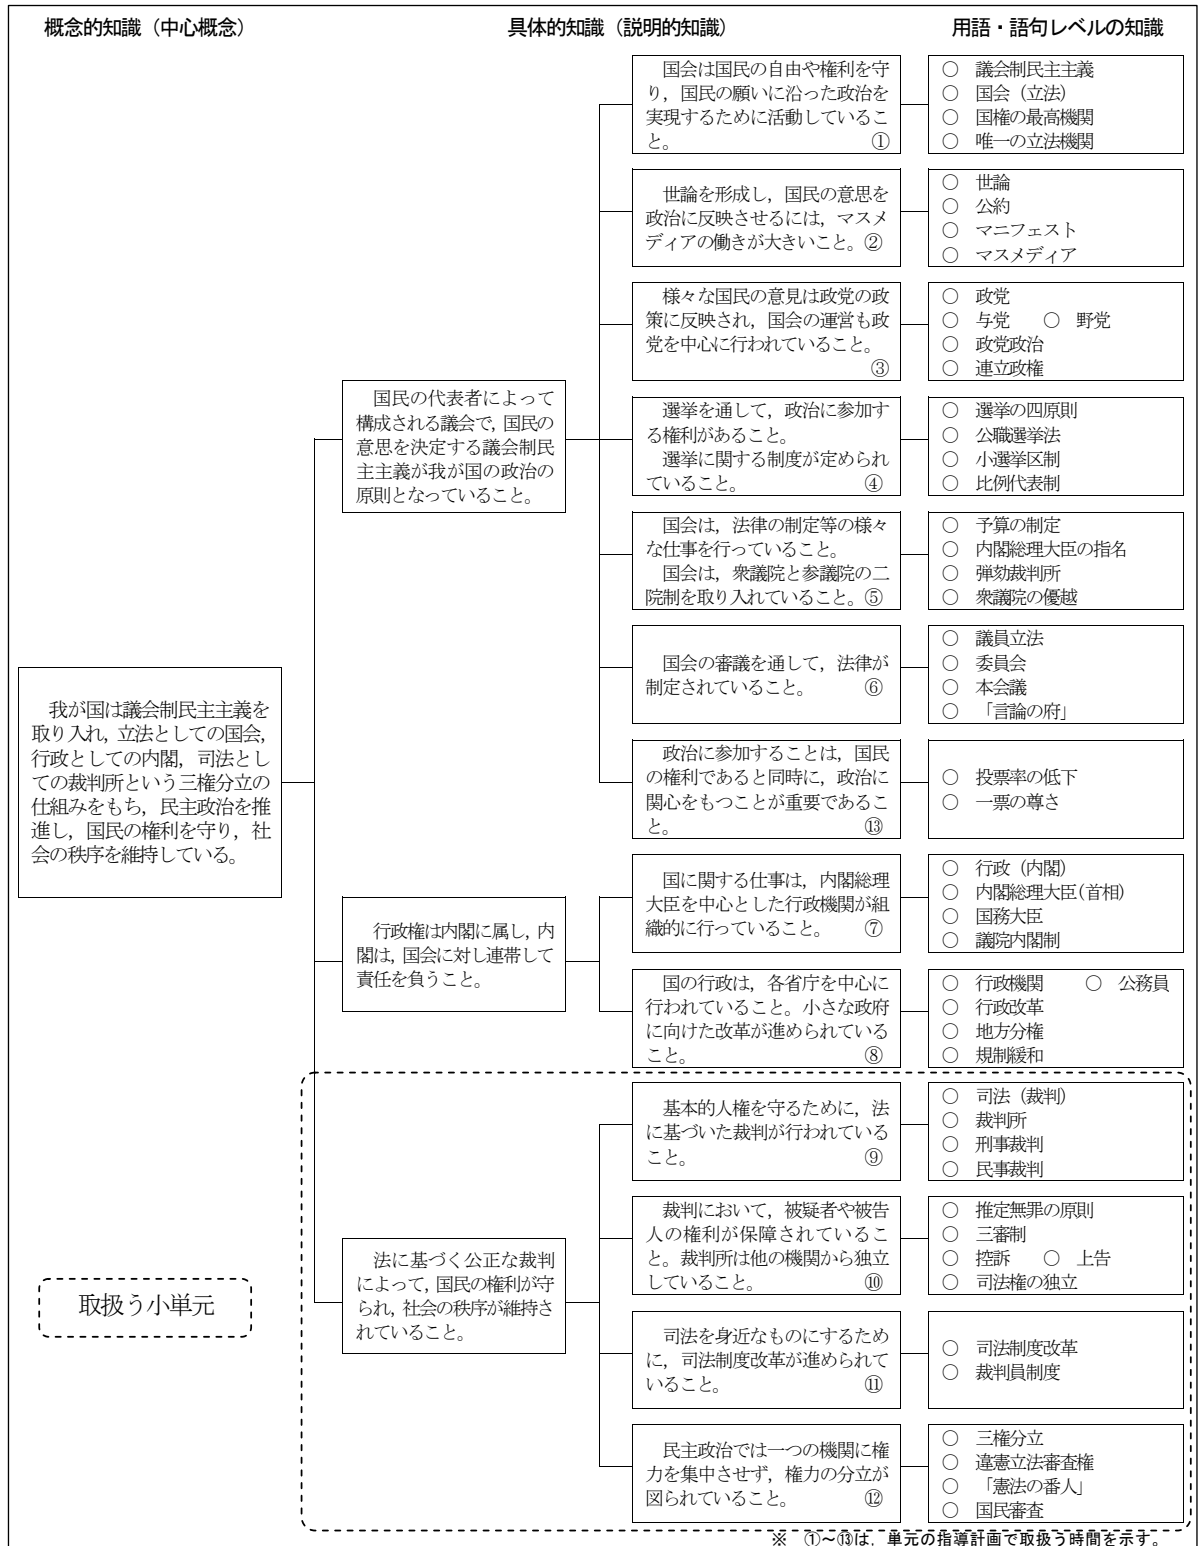 概念的知識（中心概念）
具体的知識（説明的知識）
用語・語句レベルの知識
我が国は議会制民主主義を
取り入れ，立法としての国会，
行政としての内閣，司法とし
ての裁判所という三権分立の
仕組みをもち，民主政治を推
進し，国民の権利を守り，社
会の秩序を維持している。
国民の代表者によって
構成される議会で，国民の
意思を決定する議会制民
主主義が我が国の政治の
原則となっていること。
国会は国民の自由や権利を守
り，国民の願いに沿った政治を
実現するために活動しているこ
と。 ①
○ 議会制民主主義
○ 国会（立法）
○ 国権の最高機関
○ 唯一の立法機関
世論を形成し，国民の意思を
政治に反映させるには，マスメ
ディアの働きが大きいこと。②
○ 世論
○ 公約
○ マニフェスト
○ マスメディア
様々な国民の意見は政党の政
策に反映され，国会の運営も政
党を中心に行われていること。
③
○ 政党
○ 与党 ○ 野党
○ 政党政治
○ 連立政権
選挙を通して，政治に参加す
る権利があること。
選挙に関する制度が定められ
ていること。 ④
○ 選挙の四原則
○ 公職選挙法
○ 小選挙区制
○ 比例代表制
国会は，法律の制定等の様々
な仕事を行っていること。
国会は，衆議院と参議院の二
院制を取り入れていること。⑤
○ 予算の制定
○ 内閣総理大臣の指名
○ 弾劾裁判所
○ 衆議院の優越
国会の審議を通して，法律が
制定されていること。 ⑥
○ 議員立法
○ 委員会
○ 本会議
○ 「言論の府」
政治に参加することは，国民
の権利であると同時に，政治に
関心をもつことが重要であるこ
と。 ⑬
○ 投票率の低下
○ 一票の尊さ
行政権は内閣に属し，内
閣は，国会に対し連帯して
責任を負うこと。
国に関する仕事は，内閣総理
大臣を中心とした行政機関が組
織的に行っていること。 ⑦
○ 行政（内閣）
○ 内閣総理大臣（首相）
○ 国務大臣
○ 議院内閣制
国の行政は，各省庁を中心に
行われていること。小さな政府
に向けた改革が進められている
こと。 ⑧
○ 行政機関 ○ 公務員
○ 行政改革
○ 地方分権
○ 規制緩和
取扱う小単元
法に基づく公正な裁判
によって，国民の権利が守
られ，社会の秩序が維持さ
れていること。
基本的人権を守るために，法
に基づいた裁判が行われている
こと。 ⑨
○ 司法（裁判）
○ 裁判所
○ 刑事裁判
○ 民事裁判
裁判において，被疑者や被告
人の権利が保障されているこ
と。裁判所は他の機関から独立
していること。 ⑩
○ 推定無罪の原則
○ 三審制
○ 控訴 ○ 上告
○ 司法権の独立
司法を身近なものにするため
に，司法制度改革が進められて
いること。 ⑪
○ 司法制度改革
○ 裁判員制度
民主政治では一つの機関に権
力を集中させず，権力の分立が
図られていること。 ⑫
○ 三権分立
○ 違憲立法審査権
○ 「憲法の番人」
○ 国民審査
※ ①～⑬は，単元の指導計画で取扱う時間を示す。